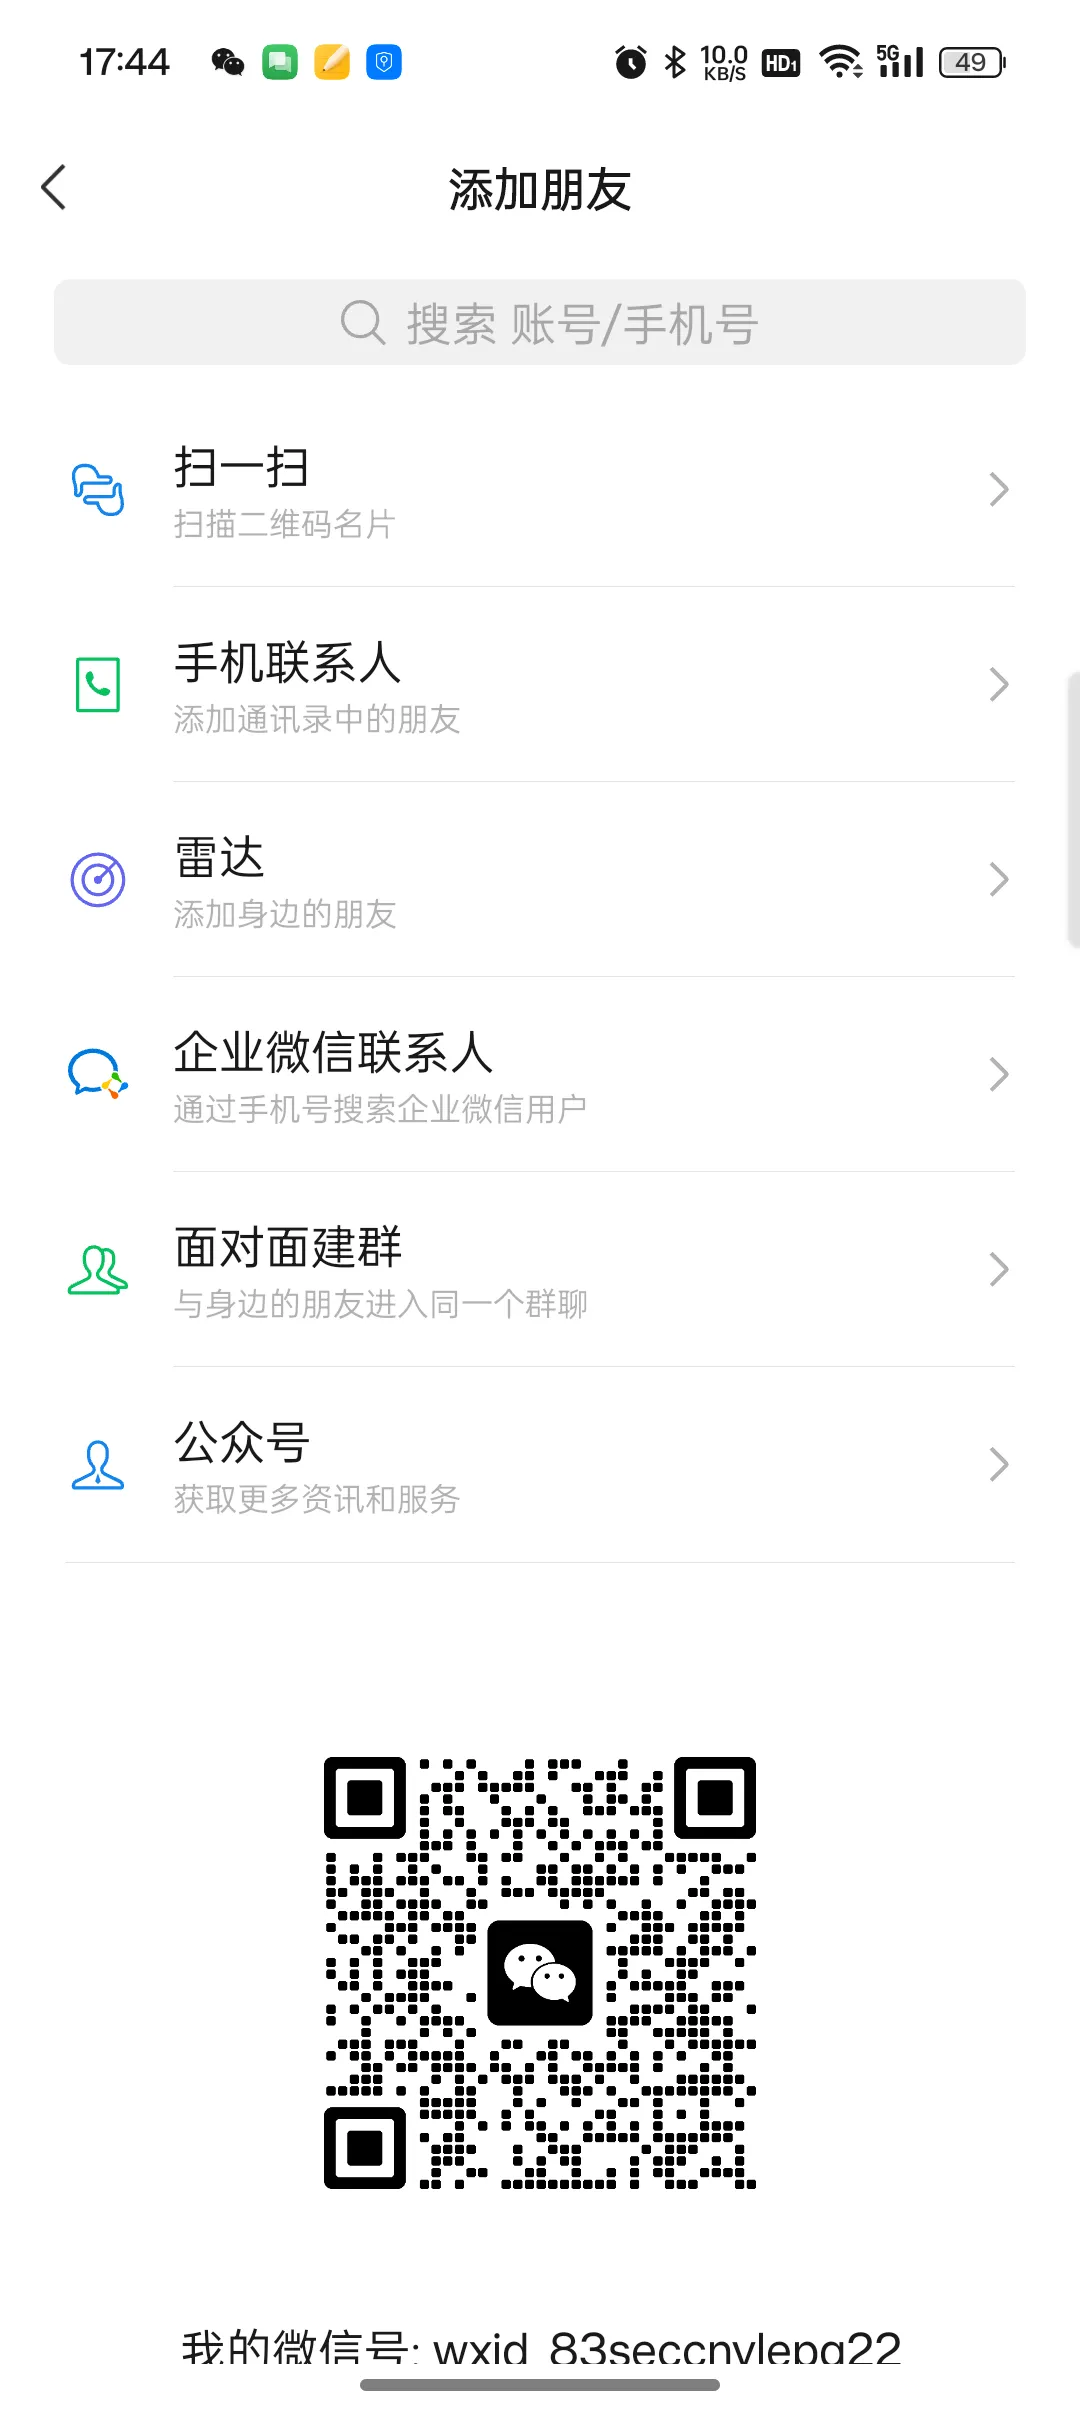 17:44
10.0 KB/S HD1 5G 49
添加朋友
搜索 账号/手机号
扫一扫
扫描二维码名片
手机联系人
添加通讯录中的朋友
雷达
添加身边的朋友
企业微信联系人
通过手机号搜索企业微信用户
面对面建群
与身边的朋友进入同一个群聊
公众号
获取更多资讯和服务
我的微信号: